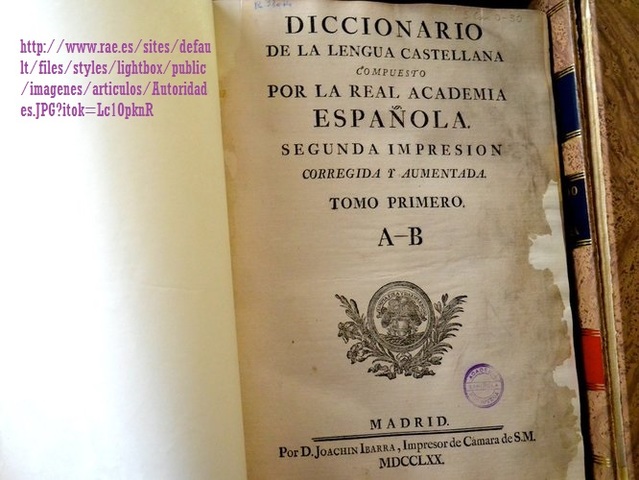 http://www.rae.es/sites/defau
lt/files/styles/lightbox/public
/imagenes/articulos/Autoridad
es.JPG?itok=Lc10pknR
DICCIONARIO
DE LA LENGUA CASTELLANA
COMPUESTO
POR LA REAL ACADEMIA
ESPAÑOLA.
SEGUNDA IMPRESION
CORREGIDA Y AUMENTADA.
TOMO PRIMERO.
A-B
MADRID.
Por D. JOACHIN IBARRA, Impresor de Cámara de S.M.
MDCCLXX.